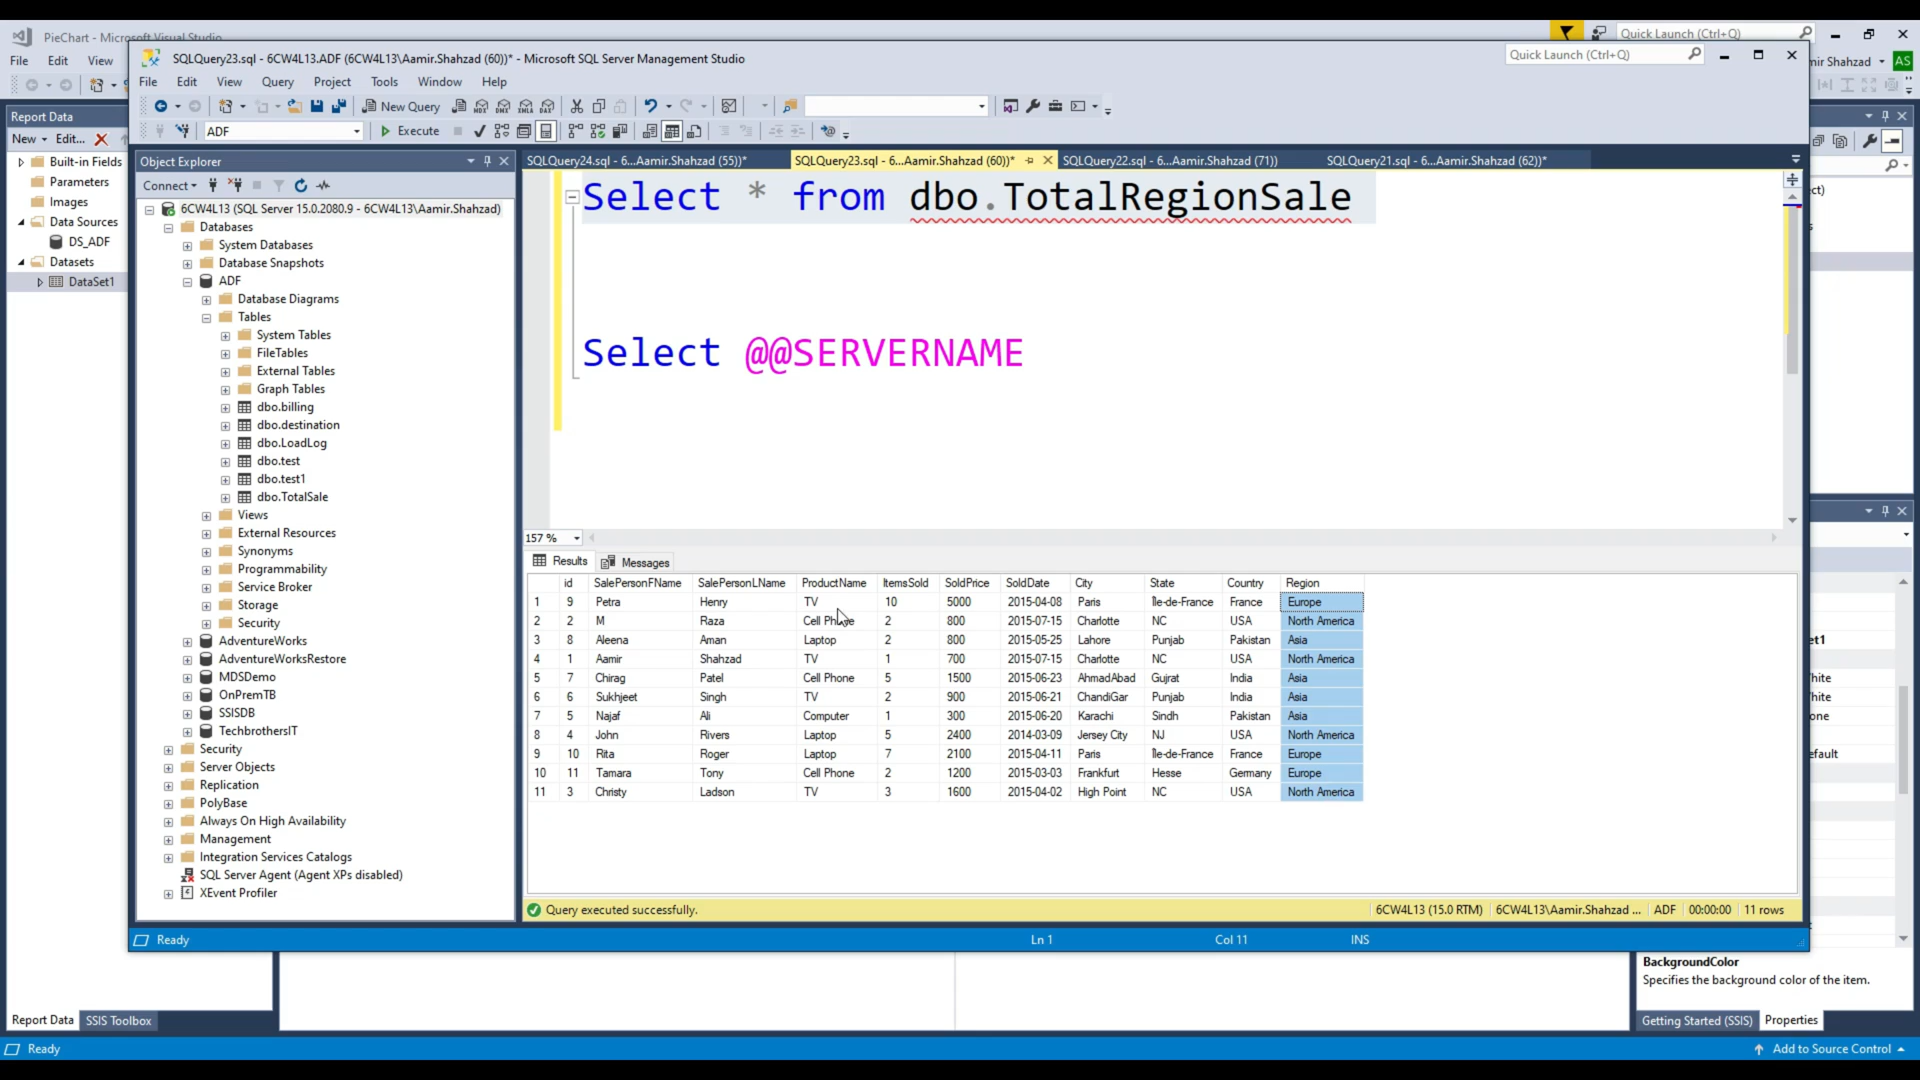 PieChart - Microsoft Visual Studio
Quick Launch (Ctrl+Q)
File Edit View
Shahzad AS
Report Data
New Edit...
Built-in Fields
Parameters
Images
Data Sources
DS_ADF
Datasets
DataSet1
SQLQuery23.sql - 6CW4L13.ADF (6CW4L13\Aamir.Shahzad (60))* - Microsoft SQL Server Management Studio
Quick Launch (Ctrl+Q)
File Edit View Query Project Tools Window Help
New Query
ADF
Execute
Object Explorer
Connect
6CW4L13 (SQL Server 15.0.2080.9 - 6CW4L13\Aamir.Shahzad)
Databases
System Databases
Database Snapshots
ADF
Database Diagrams
Tables
System Tables
FileTables
External Tables
Graph Tables
dbo.billing
dbo.destination
dbo.LoadLog
dbo.test
dbo.test1
dbo.TotalSale
Views
External Resources
Synonyms
Programmability
Service Broker
Storage
Security
AdventureWorks
AdventureWorksRestore
MDSDemo
OnPremTB
SSISDB
TechbrothersIT
Security
Server Objects
Replication
PolyBase
Always On High Availability
Management
Integration Services Catalogs
SQL Server Agent (Agent XPs disabled)
XEvent Profiler
SQLQuery24.sql - 6...Aamir.Shahzad (55))* SQLQuery23.sql - 6...Aamir.Shahzad (60))* SQLQuery22.sql - 6...Aamir.Shahzad (71)) SQLQuery21.sql - 6...Aamir.Shahzad (62))*
Select * from dbo.TotalRegionSale
Select @@SERVERNAME
157 %
Results Messages
id SalePersonFName SalePersonLName ProductName ItemsSold SoldPrice SoldDate City State Country Region
1 9 Petra Henry TV 10 5000 2015-04-08 Paris Île-de-France France Europe
2 2 M Raza Cell Phone 2 800 2015-07-15 Charlotte NC USA North America
3 8 Aleena Aman Laptop 2 800 2015-05-25 Lahore Punjab Pakistan Asia
4 1 Aamir Shahzad TV 1 700 2015-07-15 Charlotte NC USA North America
5 7 Chirag Patel Cell Phone 5 1500 2015-06-23 AhmadAbad Gujrat India Asia
6 6 Sukhjeet Singh TV 2 900 2015-06-21 ChandiGar Punjab India Asia
7 5 Najaf Ali Computer 1 300 2015-06-20 Karachi Sindh Pakistan Asia
8 4 John Rivers Laptop 5 2400 2014-03-09 Jersey City NJ USA North America
9 10 Rita Roger Laptop 7 2100 2015-04-11 Paris Île-de-France France Europe
10 11 Tamara Tony Cell Phone 2 1200 2015-03-03 Frankfurt Hesse Germany Europe
11 3 Christy Ladson TV 3 1600 2015-04-02 High Point NC USA North America
Query executed successfully. 6CW4L13 (15.0 RTM) 6CW4L13\Aamir.Shahzad ... ADF 00:00:00 11 rows
Ready Ln 1 Col 11 INS
BackgroundColor
Specifies the background color of the item.
Report Data SSIS Toolbox
Getting Started (SSIS) Properties
Ready Add to Source Control